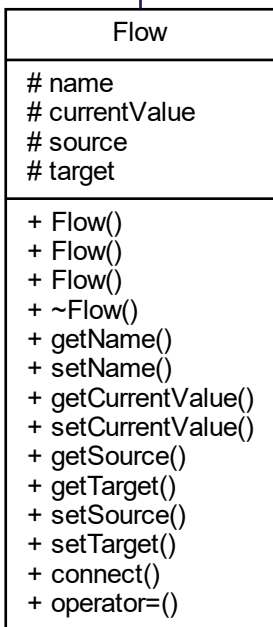 Flow
# name
# currentValue
# source
# target
+ Flow()
+ Flow()
+ Flow()
+ ~Flow()
+ getName()
+ setName()
+ getCurrentValue()
+ setCurrentValue()
+ getSource()
+ getTarget()
+ setSource()
+ setTarget()
+ connect()
+ operator=()